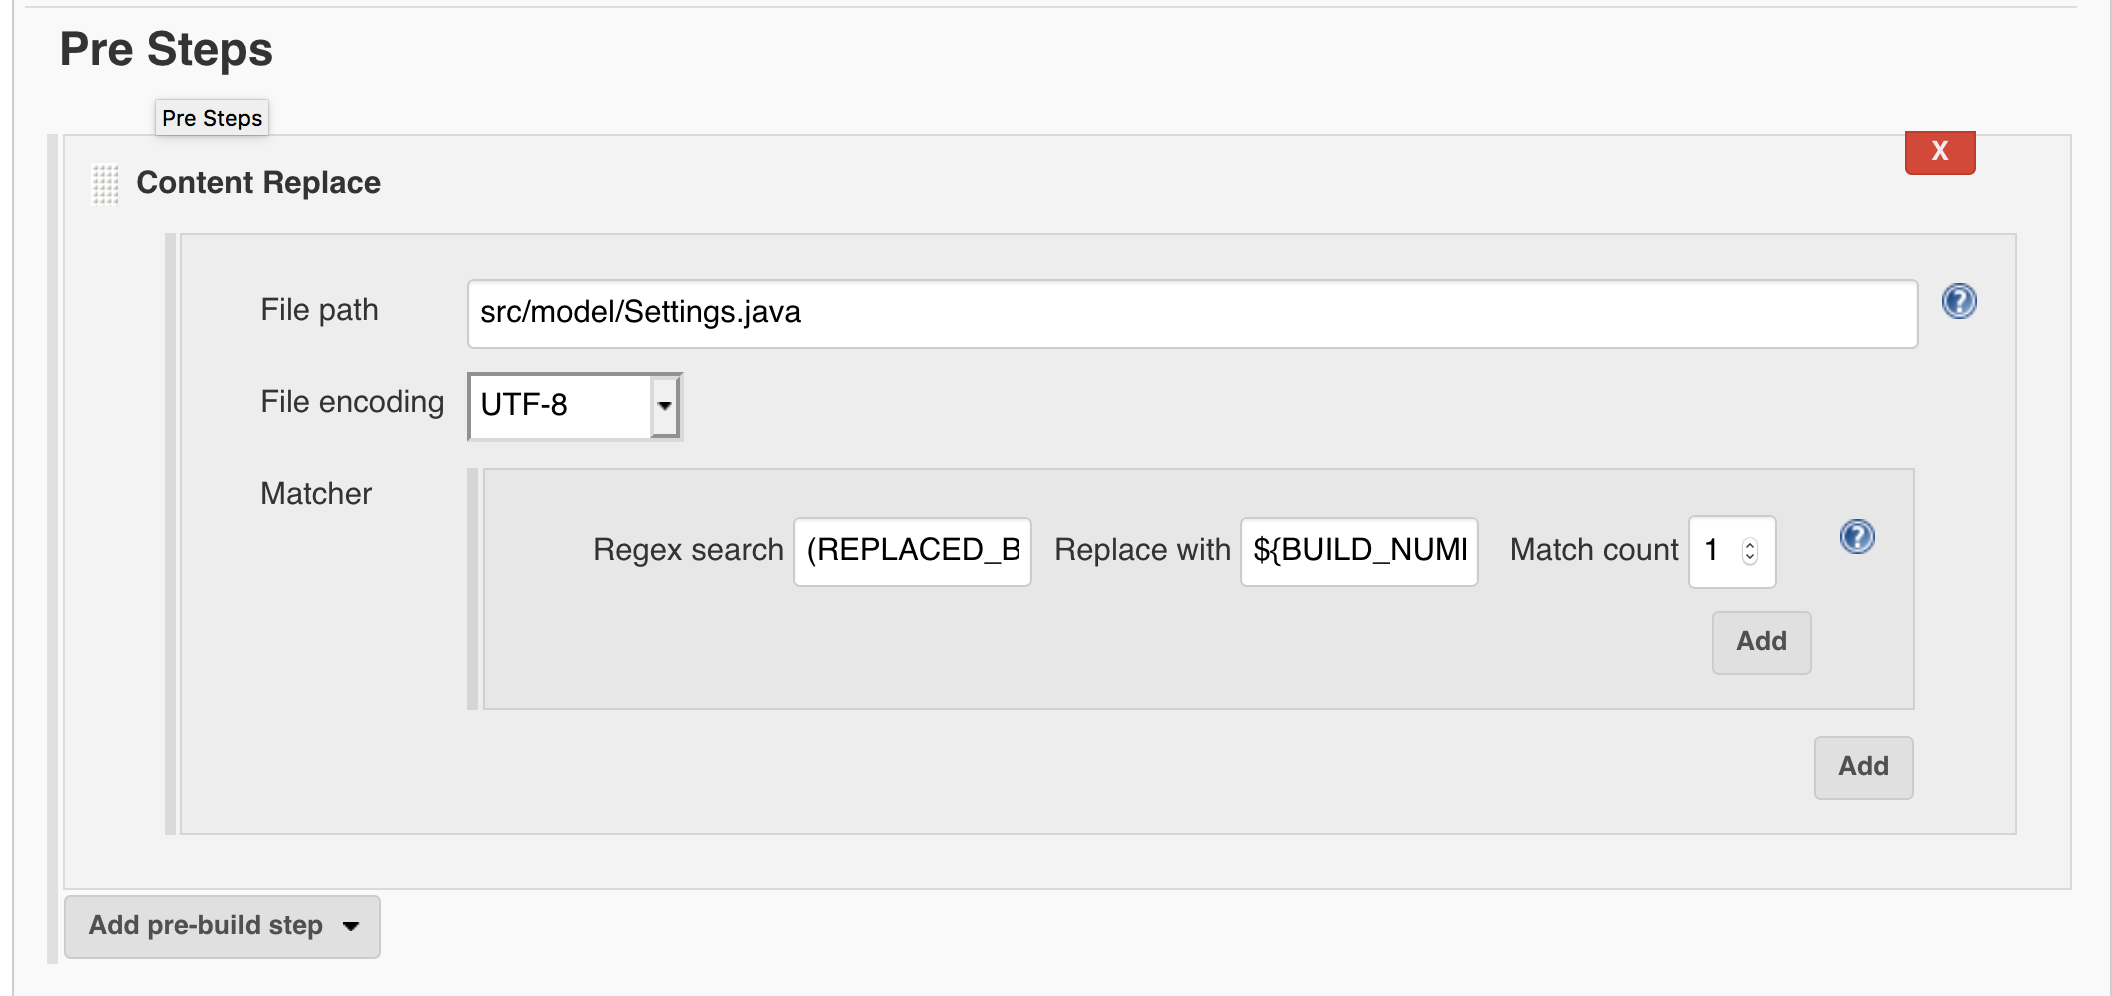 Pre Steps
Pre Steps
X
Content Replace
File path src/model/Settings.java
File encoding UTF-8
Matcher
Regex search (REPLACED_B Replace with ${BUILD_NUM Match count 1
Add
Add
Add pre-build step